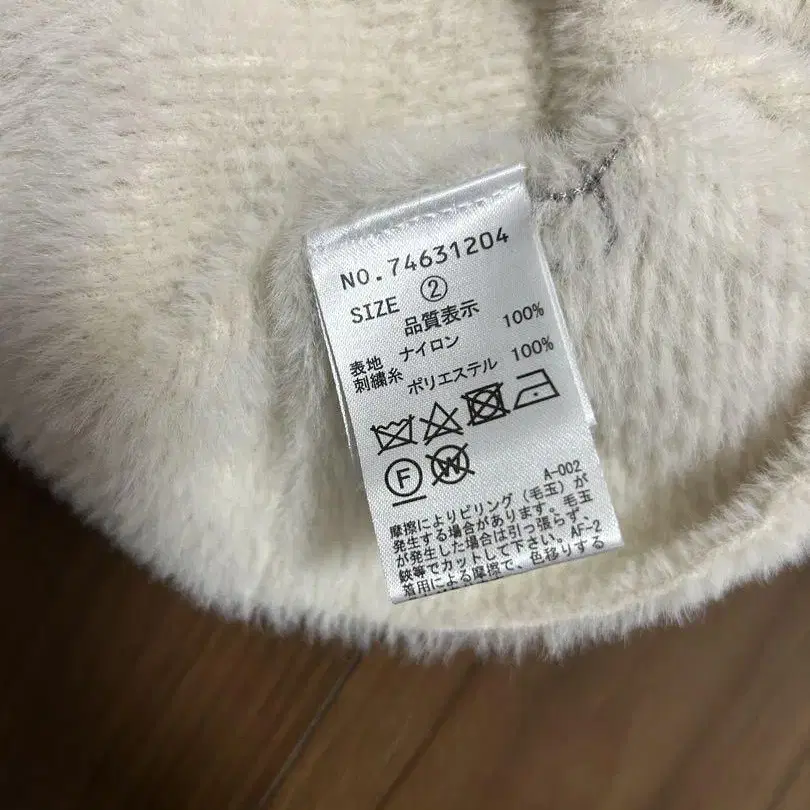 NO.74631204
SIZE ②
品質表示
表地 ナイロン 100%
刺繍糸 ポリエステル 100%
F W
A-002
摩擦によりピリング(毛玉)が
発生する場合があります。毛玉
が発生した場合は引っ張らず、
鋏等でカットして下さい。AF-2
着用による摩擦で、色移りする